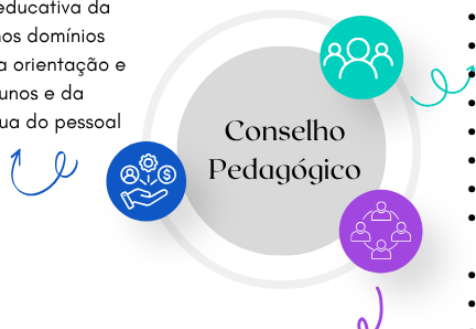 educativa da
nos domínios
a orientação e
unos e da
ua do pessoal
Conselho
Pedagógico